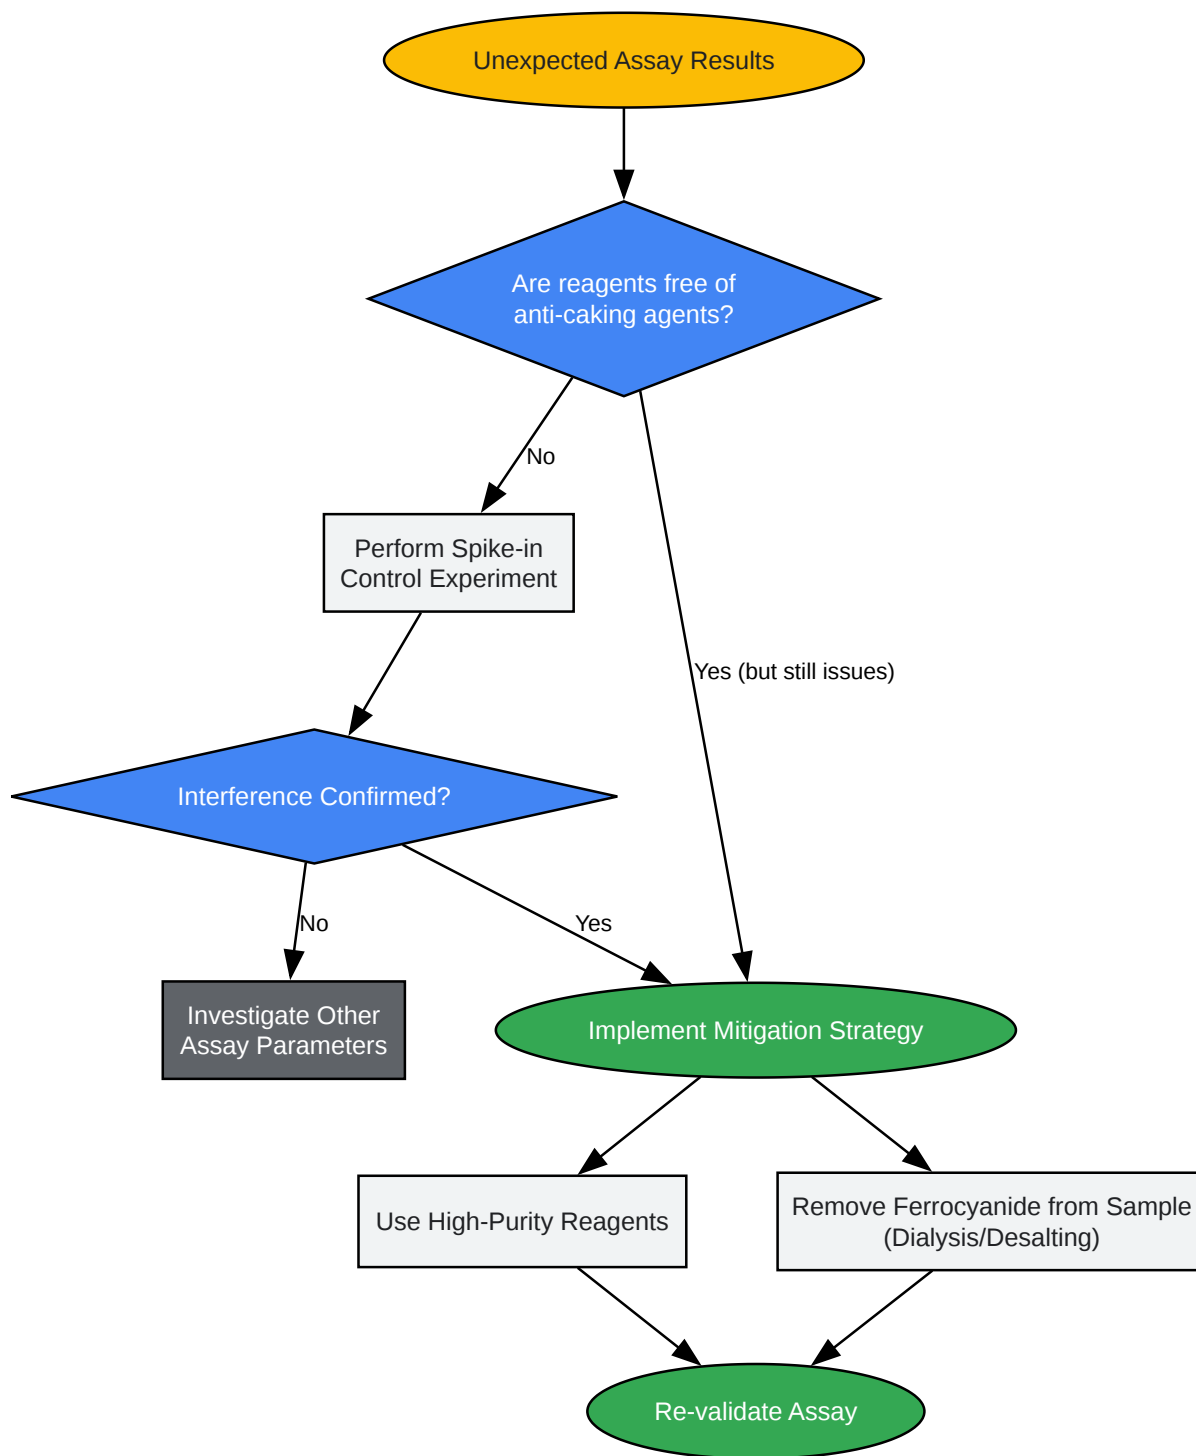 Unexpected Assay Results
Are reagents free of
anti-caking agents?
No
Perform Spike-in
Control Experiment
Yes (but still issues)
Interference Confirmed?
No
Yes
Investigate Other
Assay Parameters
Implement Mitigation Strategy
Use High-Purity Reagents
Remove Ferrocyanide from Sample
(Dialysis/Desalting)
Re-validate Assay